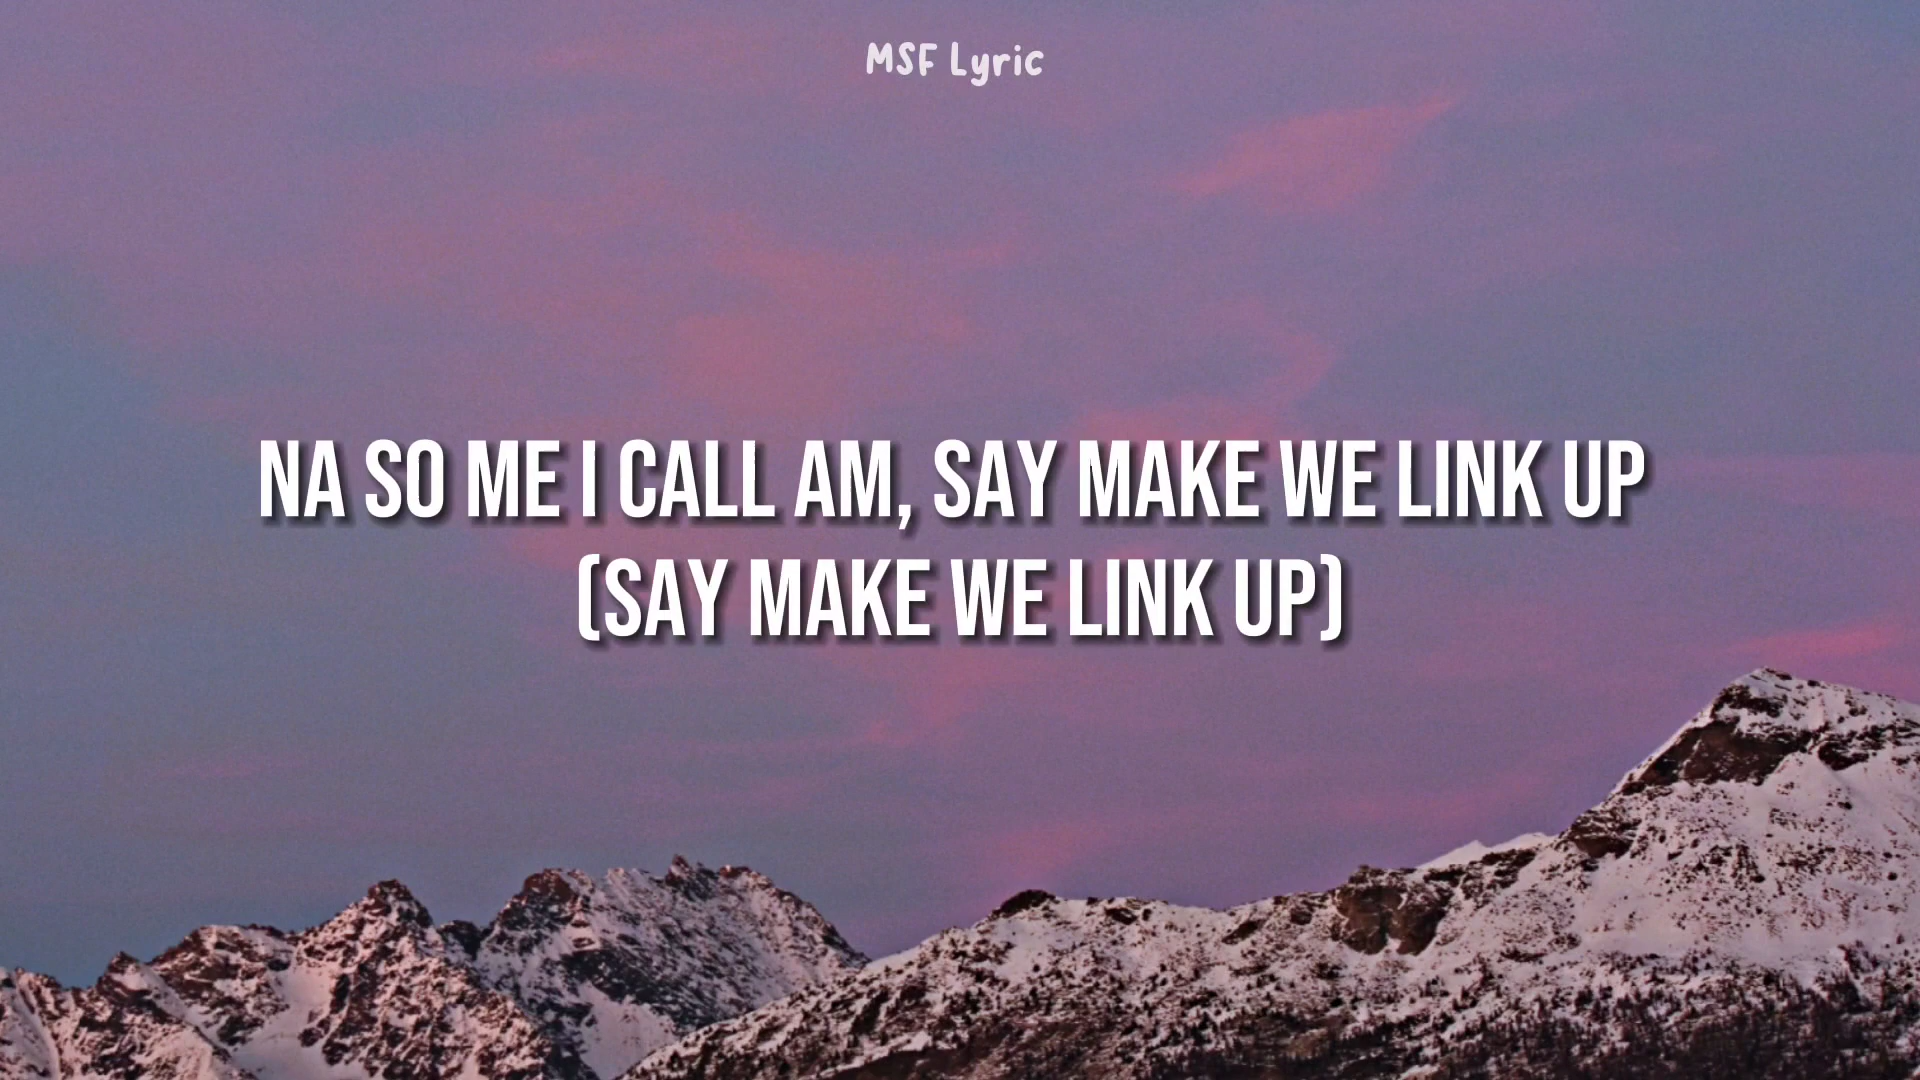 MSF Lyric
NA SO ME I CALL AM, SAY MAKE WE LINK UP
(SAY MAKE WE LINK UP)